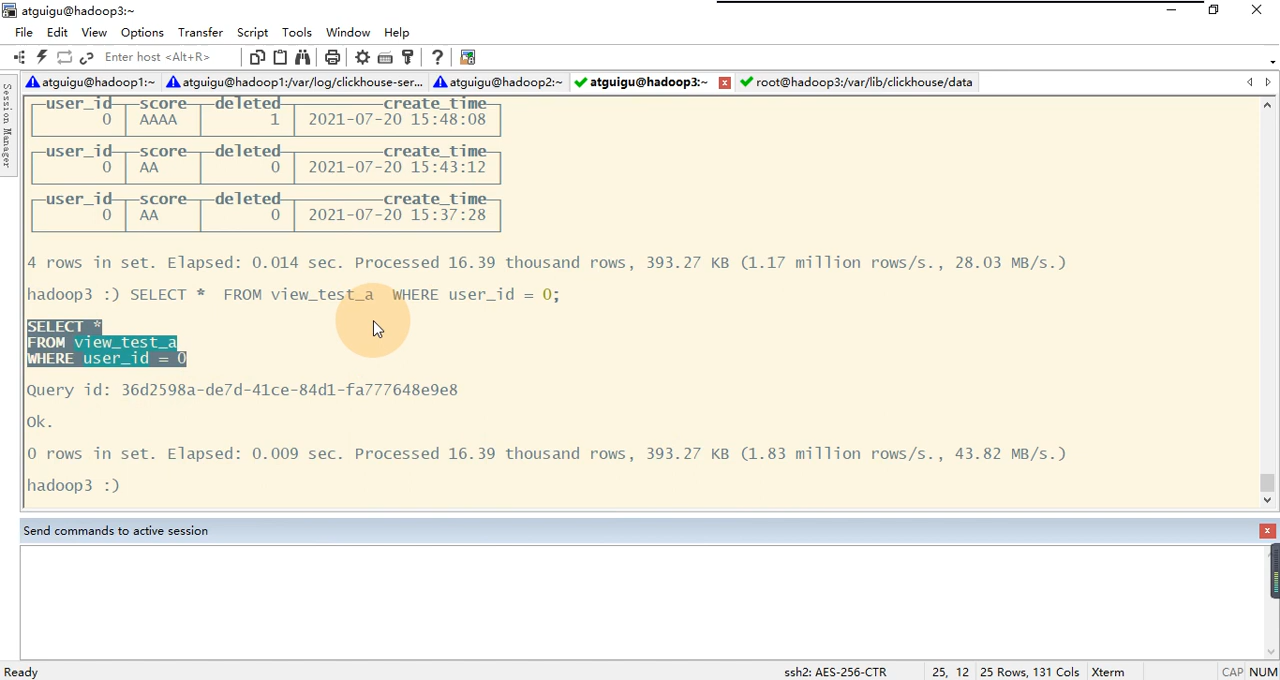 atguigu@hadoop3:~
File Edit View Options Transfer Script Tools Window Help
Enter host <Alt+R>
atguigu@hadoop1:~ atguigu@hadoop1:/var/log/clickhouse-ser... atguigu@hadoop2:~ atguigu@hadoop3:~ root@hadoop3:/var/lib/clickhouse/data
Session Manager
user_id score deleted create_time
0 AAAA 1 2021-07-20 15:48:08
user_id score deleted create_time
0 AA 0 2021-07-20 15:43:12
user_id score deleted create_time
0 AA 0 2021-07-20 15:37:28
4 rows in set. Elapsed: 0.014 sec. Processed 16.39 thousand rows, 393.27 KB (1.17 million rows/s., 28.03 MB/s.)
hadoop3 :) SELECT *  FROM view_test_a  WHERE user_id = 0;
SELECT *
FROM view_test_a
WHERE user_id = 0
Query id: 36d2598a-de7d-41ce-84d1-fa777648e9e8
Ok.
0 rows in set. Elapsed: 0.009 sec. Processed 16.39 thousand rows, 393.27 KB (1.83 million rows/s., 43.82 MB/s.)
hadoop3 :)
Send commands to active session
Ready ssh2: AES-256-CTR 25, 12 25 Rows, 131 Cols Xterm CAP NUM